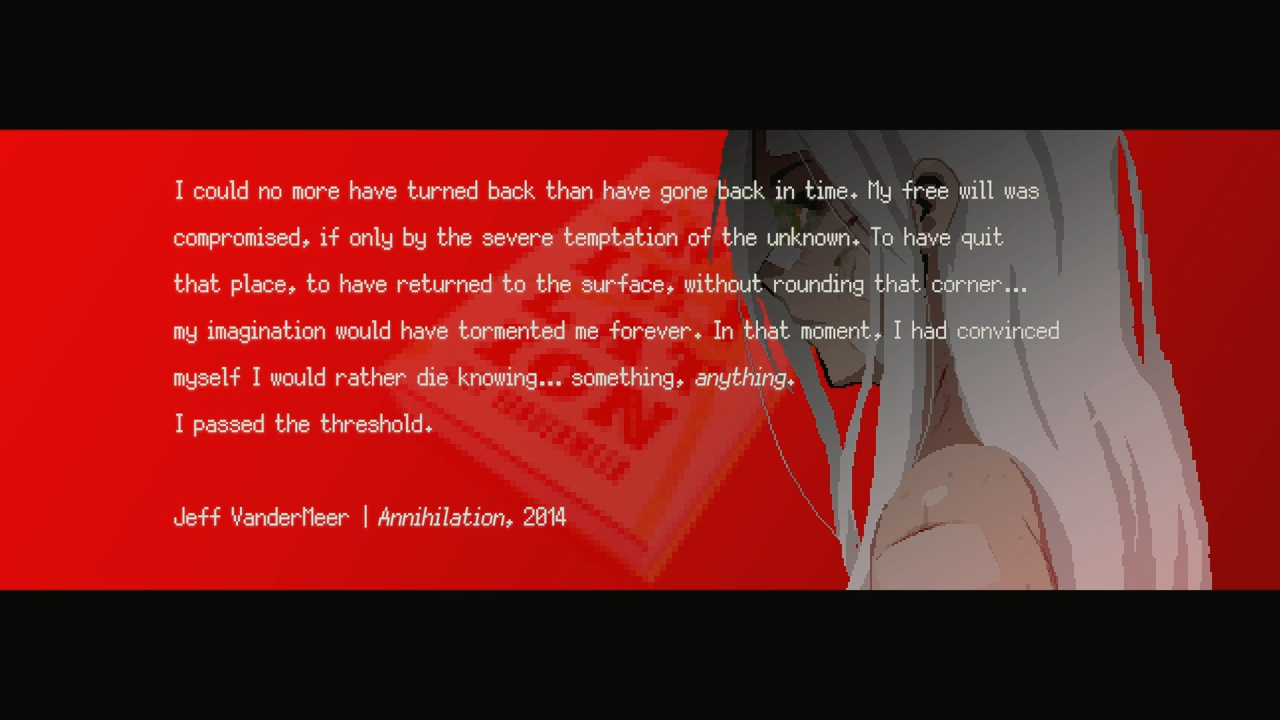 I could no more have turned back than have gone back in time. My free will was
compromised, if only by the severe temptation of the unknown. To have quit
that place, to have returned to the surface, without rounding that corner...
my imagination would have tormented me forever. In that moment, I had convinced
myself I would rather die knowing... something, anything.
I passed the threshold.
Jeff VanderMeer | Annihilation, 2014